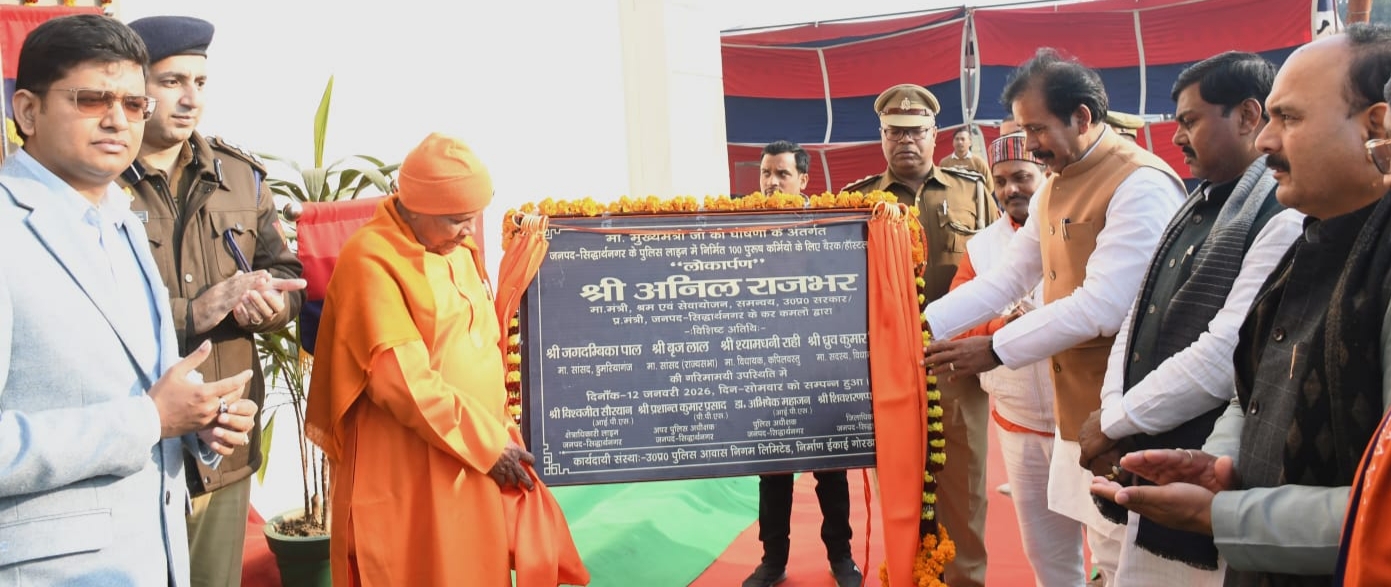 मा. मुख्यमंत्री जी की घोषणा के अंतर्गत
जनपद-सिद्धार्थनगर के पुलिस लाइन में निर्मित 100 पुरुष कर्मियों के लिए बैरक/हॉस्टल
"लोकार्पण"
श्री अनिल राजभर
मा.मंत्री, श्रम एवं सेवायोजन, समन्वय, उ0प्र0 सरकार/
प्र.मंत्री, जनपद-सिद्धार्थनगर के कर कमलो द्वारा
-:विशिष्ट अतिथि:-
श्री जगदम्बिका पाल श्री बृज लाल श्री श्यामधनी राही श्री ध्रुव कुमार
मा. सासद, डुमरियागंज मा. सांसद (राज्यसभा) मा. विधायक, कपिलवस्तु मा. सदस्य, विधान
की गरिमामयी उपस्थिति में
दिनाँक-12 जनवरी 2026, दिन-सोमवार को सम्पन्न हुआ।
श्री विश्वजीत सौरयान श्री प्रशान्त कुमार प्रसाद डा. अभिषेक महाजन श्री शिवशरणप्प
(आई.पी.एस.) (पी.पी.एस.) (आई.पी.एस.)
क्षेत्राधिकारी लाइन अपर पुलिस अधीक्षक पुलिस अधीक्षक जिलाधिका
जनपद-सिद्धार्थनगर जनपद-सिद्धार्थनगर जनपद-सिद्धार्थनगर जनपद-सिद्धार्थ
कार्यदायी संस्था:-उ0प्र0 पुलिस आवास निगम लिमिटेड, निर्माण ईकाई गोरख